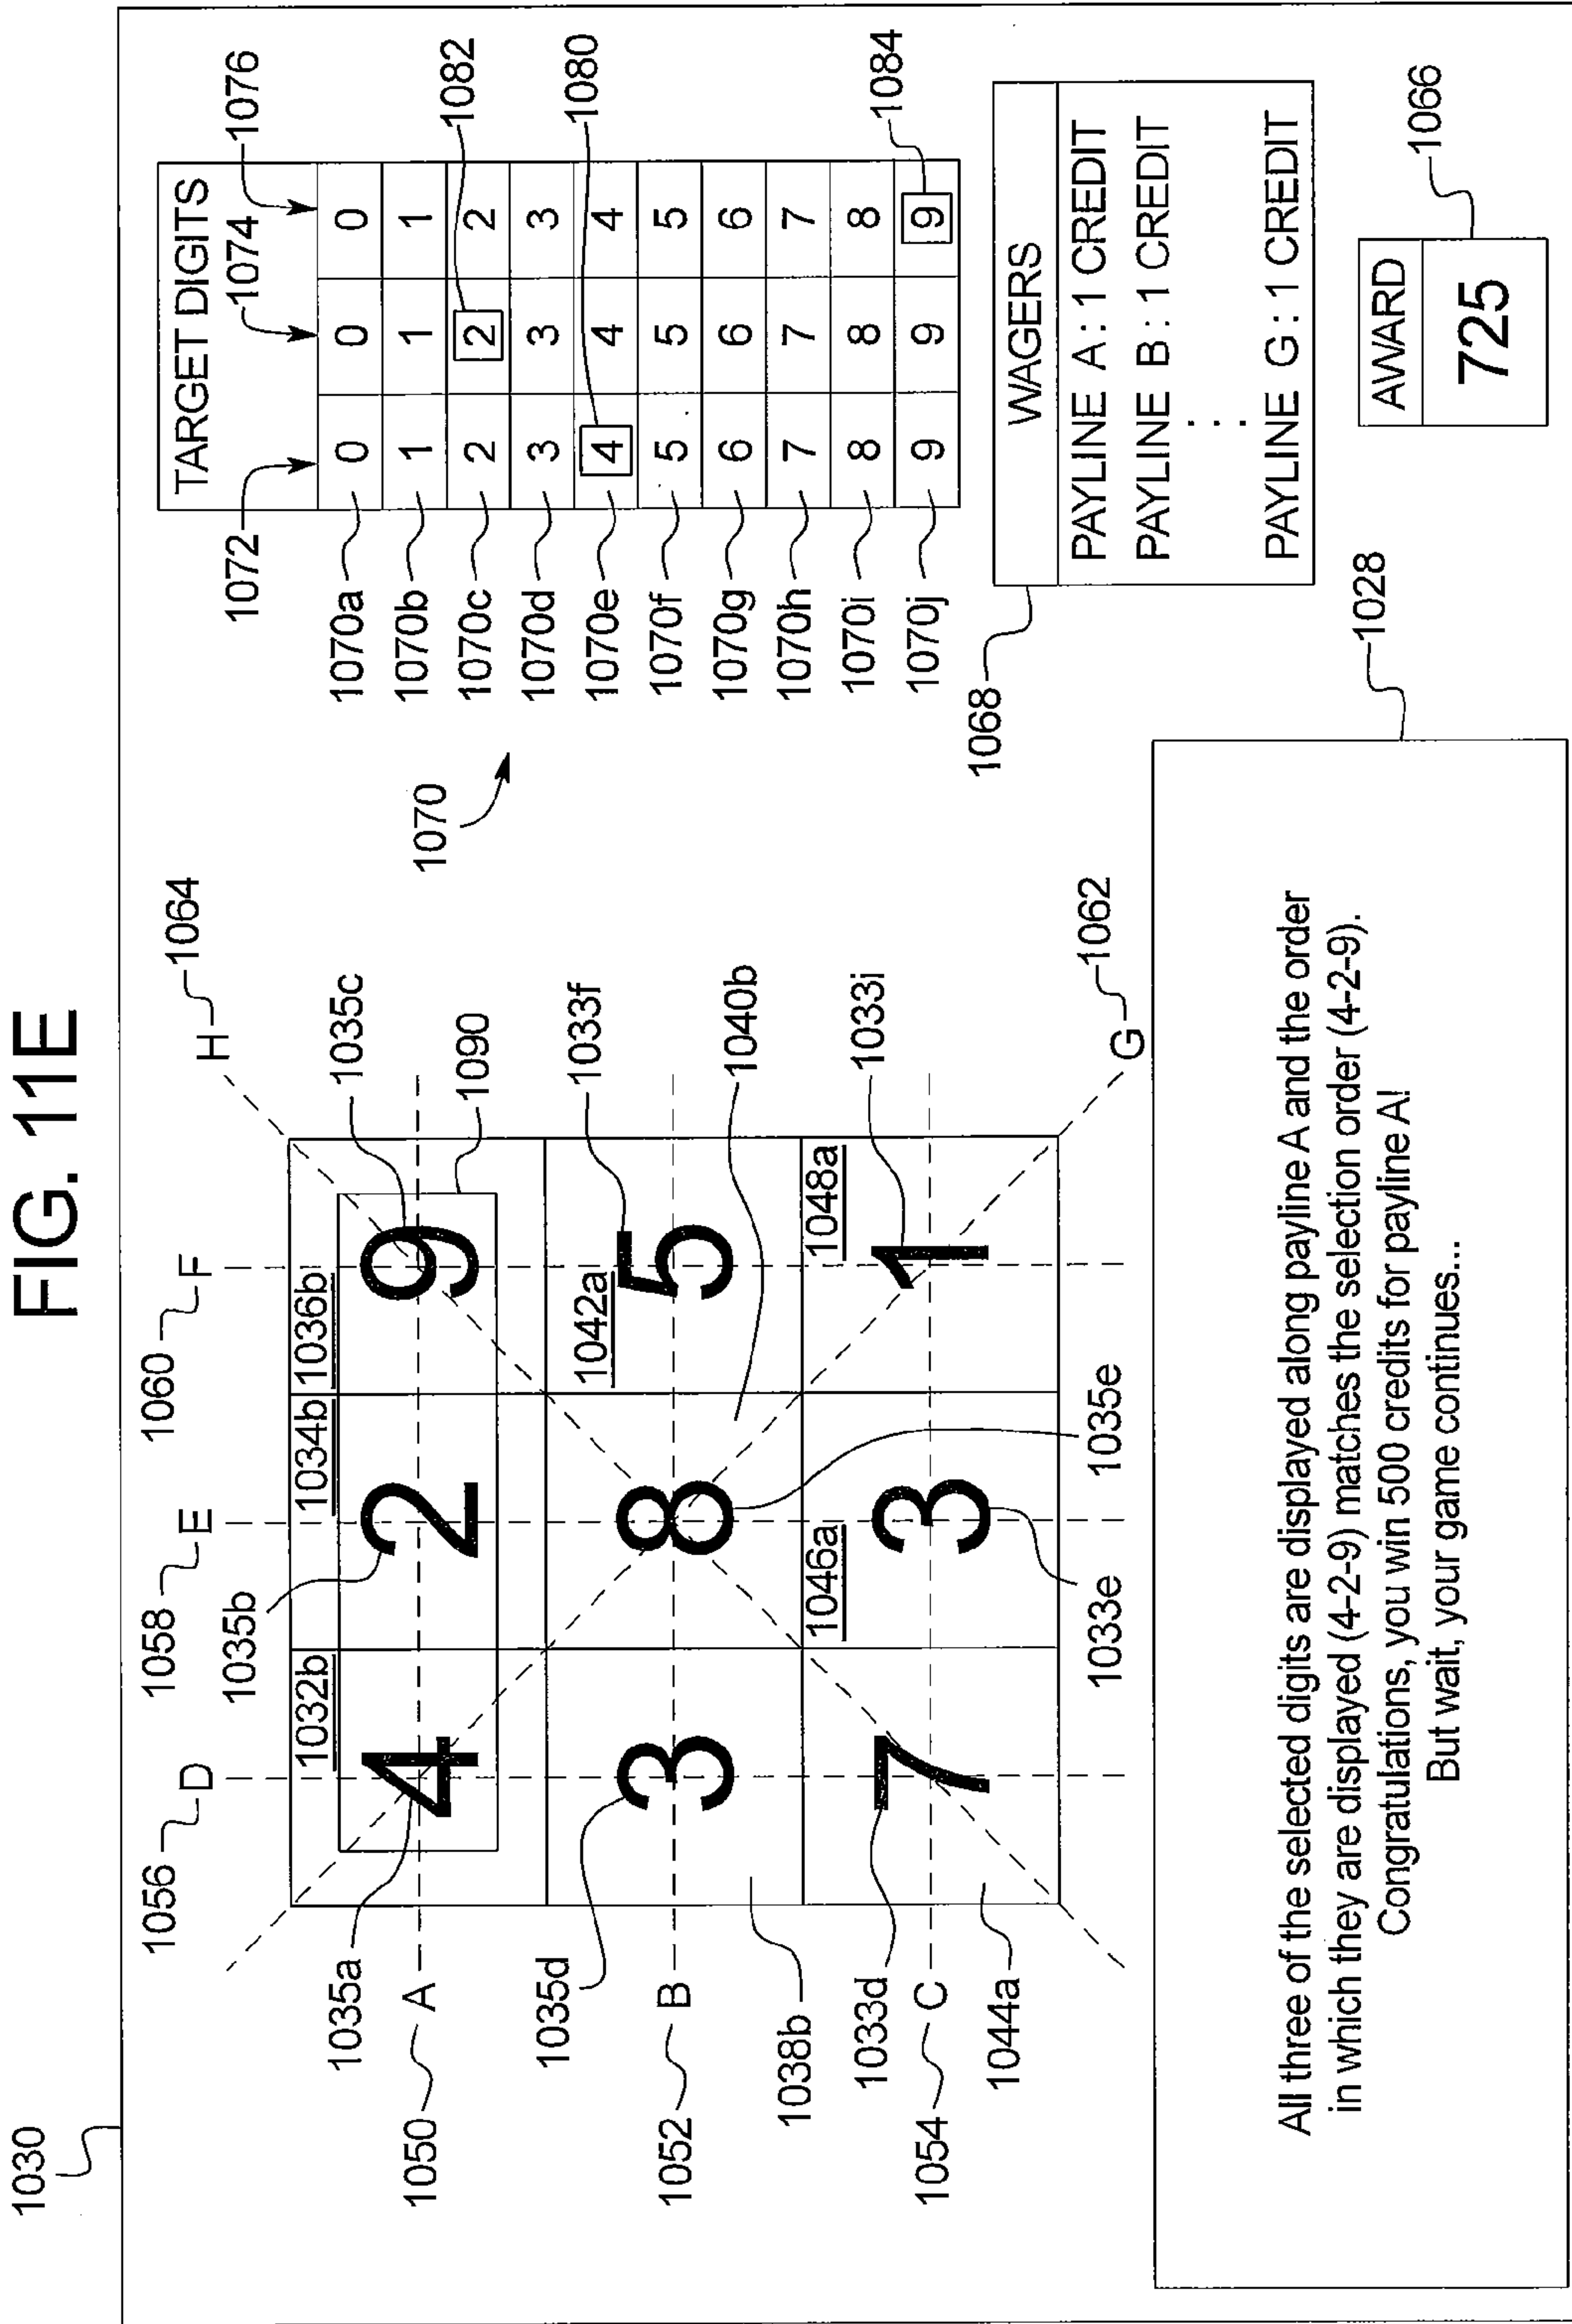 FIG. 11E
1030
1056 D
1058 E
1060 F
H 1064
1035b
1035a
1050 A
1032b
4
1034b
2
1036b
9
1035c
1090
1035d
1052 B
3
8
1042a
5
1033f
1038b
1040b
1033d
1054 C
1044a
7
1046a
3
1048a
1
1033i
1033e
1035e
G 1062
1070
TARGET DIGITS
1072
1074
1076
1070a 0 0 0
1070b 1 1 1
1070c 2 2 2 1082
1070d 3 3 3
1070e 4 4 4 1080
1070f 5 5 5
1070g 6 6 6
1070h 7 7 7
1070i 8 8 8
1070j 9 9 9 1084
1068
WAGERS
PAYLINE A : 1 CREDIT
PAYLINE B : 1 CREDIT
⋮
PAYLINE G : 1 CREDIT
AWARD
725
1066
1028
All three of the selected digits are displayed along payline A and the order
in which they are displayed (4-2-9) matches the selection order (4-2-9).
Congratulations, you win 500 credits for payline A!
But wait, your game continues...